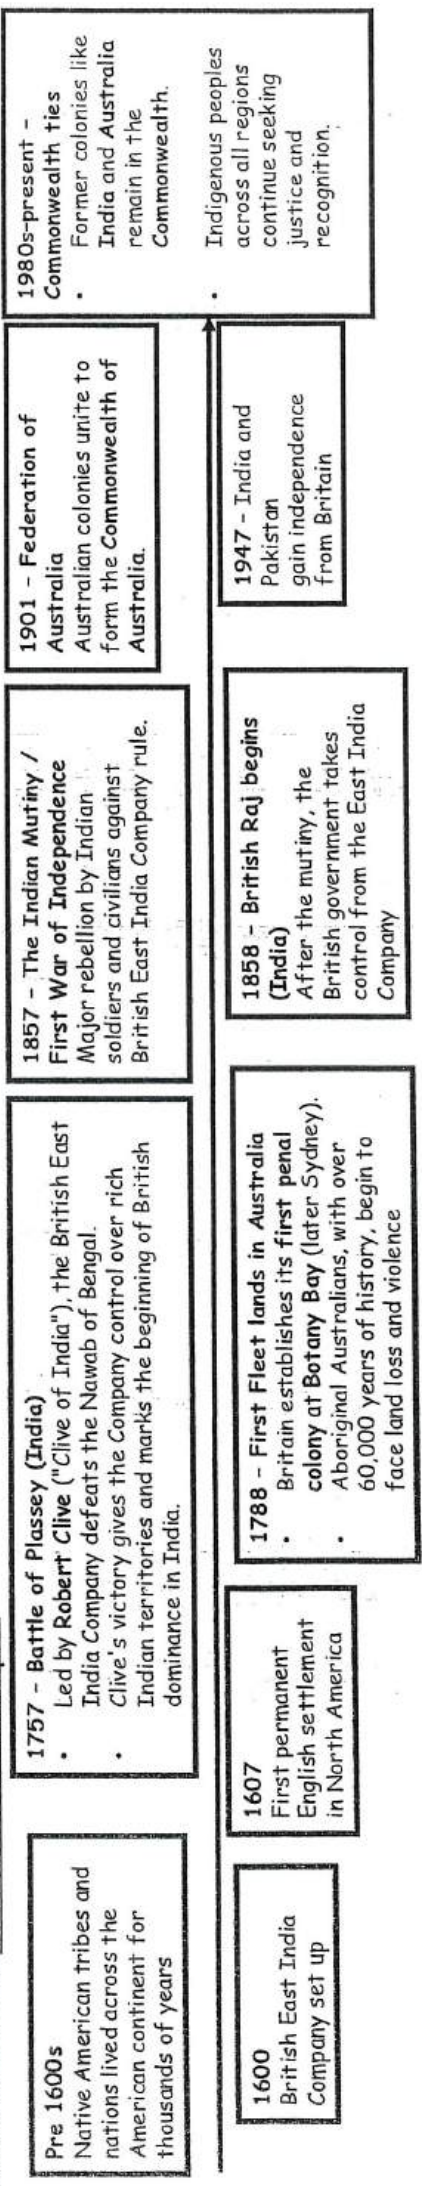 Pre 1600s
Native American tribes and
nations lived across the
American continent for
thousands of years
1600
British East India
Company set up
1607
First permanent
English settlement
in North America
1757 - Battle of Plassey (India)
• Led by Robert Clive ("Clive of India"), the British East
India Company defeats the Nawab of Bengal.
• Clive's victory gives the Company control over rich
Indian territories and marks the beginning of British
dominance in India.
1788 - First Fleet lands in Australia
• Britain establishes its first penal
colony at Botany Bay (later Sydney).
• Aboriginal Australians, with over
60,000 years of history, begin to
face land loss and violence
1857 - The Indian Mutiny /
First War of Independence
Major rebellion by Indian
soldiers and civilians against
British East India Company rule.
1858 - British Raj begins
(India)
After the mutiny, the
British government takes
control from the East India
Company
1901 - Federation of
Australia
Australian colonies unite to
form the Commonwealth of
Australia.
1947 - India and
Pakistan
gain independence
from Britain
1980s-present -
Commonwealth ties
• Former colonies like
India and Australia
remain in the
Commonwealth.
• Indigenous peoples
across all regions
continue seeking
justice and
recognition.